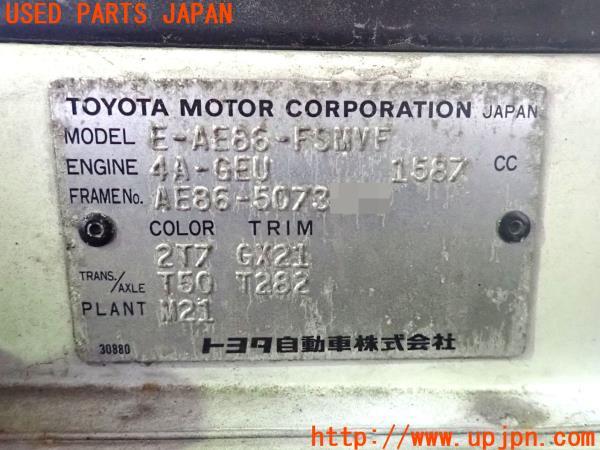 USED PARTS JAPAN
TOYOTA MOTOR CORPORATION JAPAN
MODEL E-AE86-FSMVF
ENGINE 4A-GEU 1587 CC
FRAME No. AE86-5073
COLOR TRIM
2T7 GX21
TRANS./AXLE T50 T282
PLANT M21
30880 トヨタ自動車株式会社
http://www.upjpn.com/